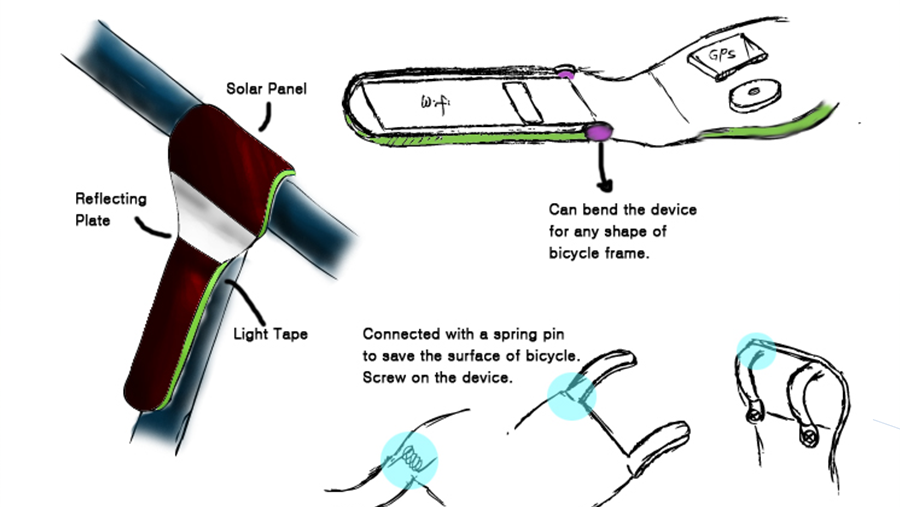 Solar Panel
Reflecting
Plate
Light Tape
Wifi
GPS
Can bend the device
for any shape of
bicycle frame.
Connected with a spring pin
to save the surface of bicycle.
Screw on the device.